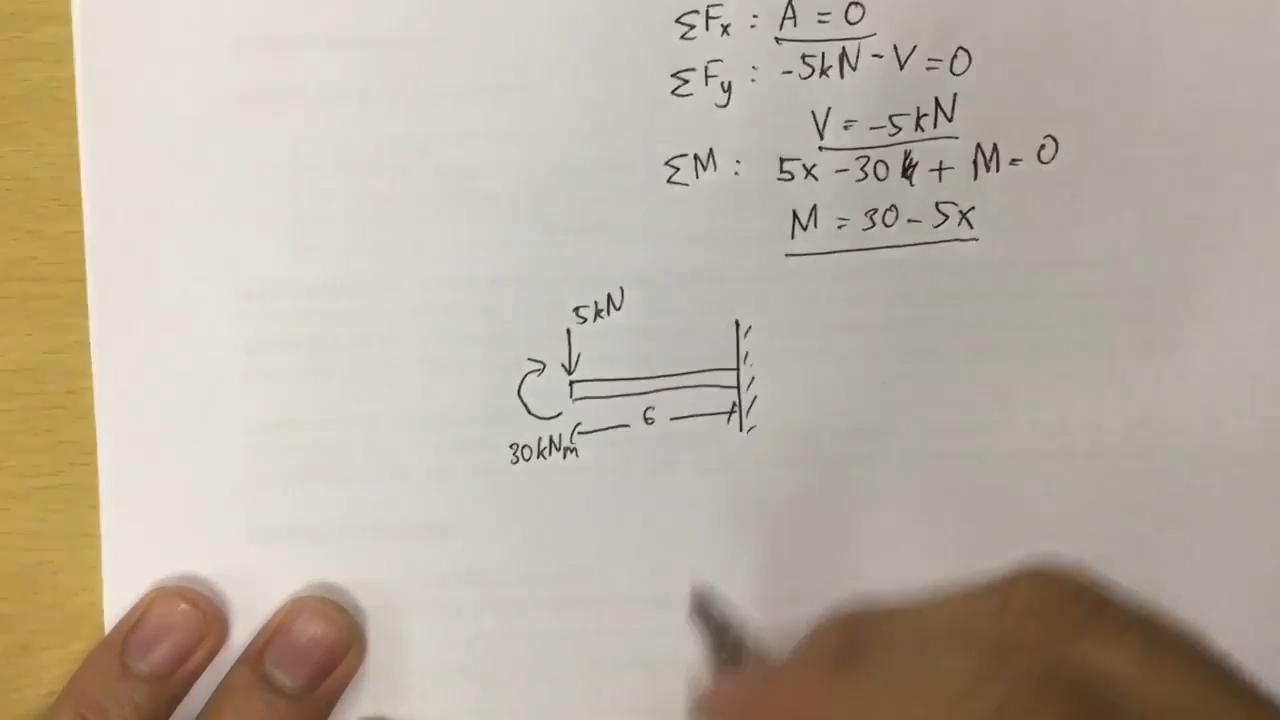 ΣFx : A = 0
ΣFy : -5kN - V = 0
V = -5kN
ΣM : 5x - 30 + M = 0
M = 30 - 5x
5kN
6
30kNm